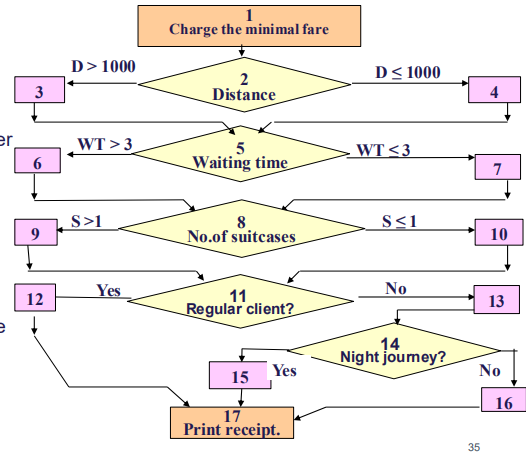 1
Charge the minimal fare
D > 1000
2
Distance
D ≤ 1000
3
4
er
WT > 3
5
Waiting time
WT ≤ 3
6
7
S >1
8
No.of suitcases
S ≤ 1
9
10
11
Regular client?
Yes
No
12
13
e
14
Night journey?
15
Yes
No
16
17
Print receipt.
35